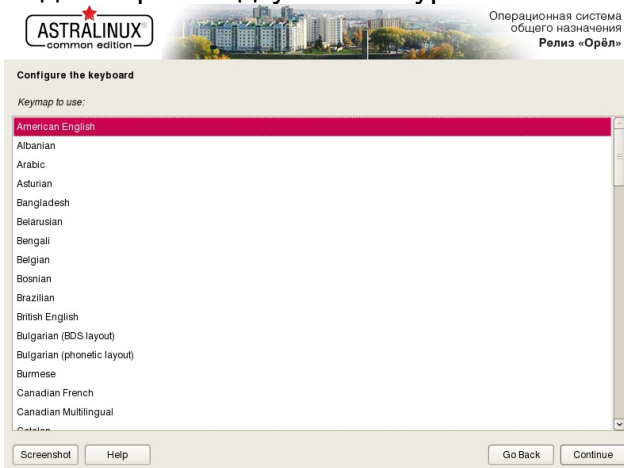 ASTRALINUX®
common edition
Операционная система
общего назначения
Релиз «Орёл»
Configure the keyboard
Keymap to use:
American English
Albanian
Arabic
Asturian
Bangladesh
Belarusian
Bengali
Belgian
Bosnian
Brazilian
British English
Bulgarian (BDS layout)
Bulgarian (phonetic layout)
Burmese
Canadian French
Canadian Multilingual
Screenshot
Help
Go Back
Continue